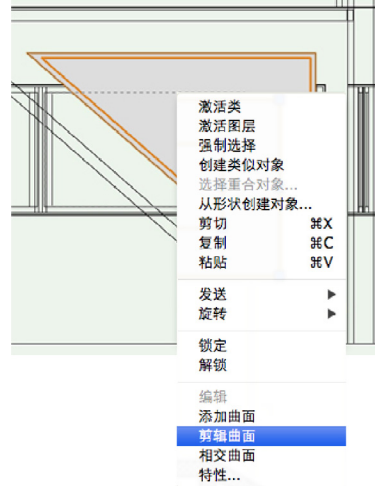 激活类
激活图层
强制选择
创建类似对象
选择重合对象...
从形状创建对象...
剪切 ⌘X
复制 ⌘C
粘贴 ⌘V
发送 ▶
旋转 ▶
锁定
解锁
编辑
添加曲面
剪辑曲面
相交曲面
特性...